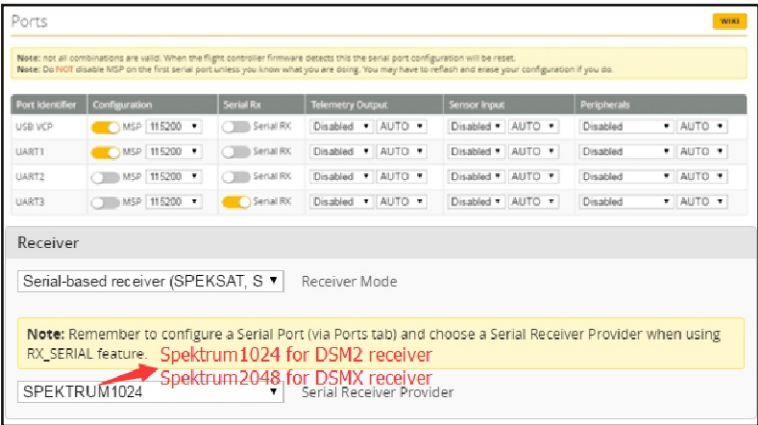 Ports
WIKI
Note: not all combinations are valid. When the flight controller firmware detects this the serial port configuration will be reset.
Note: Do NOT disable MSP on the first serial port unless you know what you are doing. You may have to reflash and erase your configuration if you do.
Port Identifier Configuration Serial Rx Telemetry Output Sensor Input Peripherals
USB VCP MSP 115200 Serial RX Disabled AUTO Disabled AUTO Disabled AUTO
UART1 MSP 115200 Serial RX Disabled AUTO Disabled AUTO Disabled AUTO
UART2 MSP 115200 Serial RX Disabled AUTO Disabled AUTO Disabled AUTO
UART3 MSP 115200 Serial RX Disabled AUTO Disabled AUTO Disabled AUTO
Receiver
Serial-based receiver (SPEKSAT, S Receiver Mode
Note: Remember to configure a Serial Port (via Ports tab) and choose a Serial Receiver Provider when using
RX_SERIAL feature. Spektrum1024 for DSM2 receiver
Spektrum2048 for DSMX receiver
SPEKTRUM1024 Serial Receiver Provider